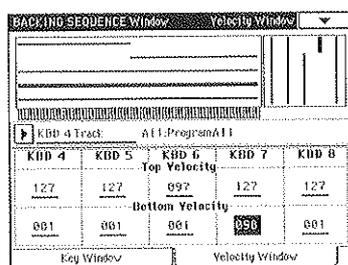 BACKING SEQUENCE Window Velocity Window
KBD 4 Track: A11:ProgramA11
KBD 4 KBD 5 KBD 6 KBD 7 KBD 8
Top Velocity
127 127 097 127 127
Bottom Velocity
001 001 001 098 001
Key Window Velocity Window